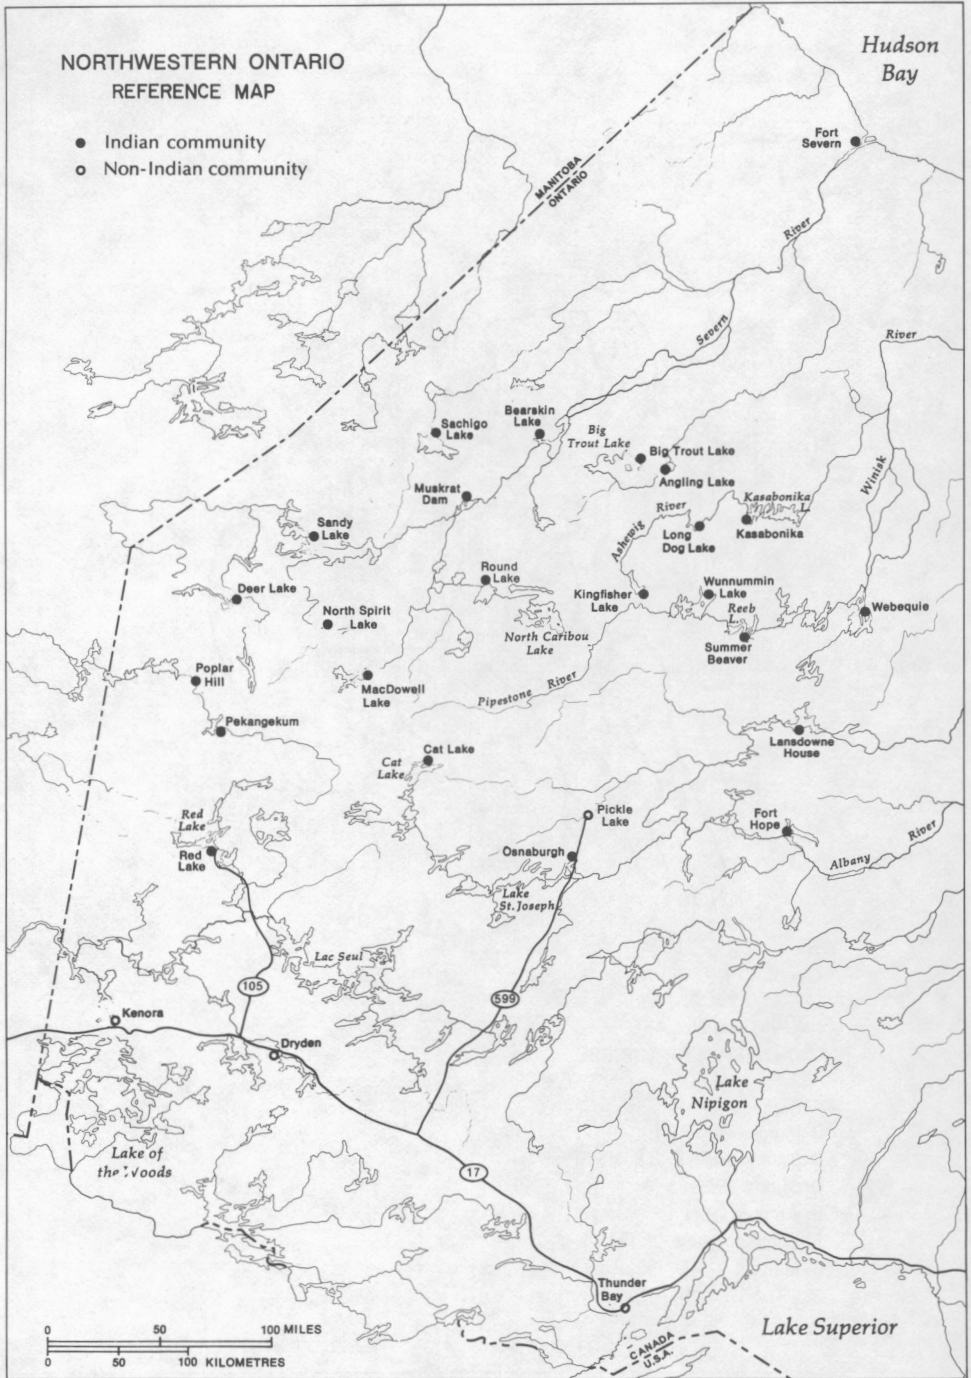 NORTHWESTERN ONTARIO
REFERENCE MAP
Indian community
Non-Indian community
Hudson
Bay
Fort
Severn
MANITOBA
ONTARIO
River
Severn
River
Sachigo
Lake
Bearskin
Lake
Big
Trout Lake
Big Trout Lake
Angling Lake
Winisk
Muskrat
Dam
Kasabonika
L.
River
Ashewig
Sandy
Lake
Long
Dog Lake
Kasabonika
Round
Lake
Deer Lake
Kingfisher
Lake
Wunnummin
Lake
Reeb
L.
Webequie
North Spirit
Lake
North Caribou
Lake
Summer
Beaver
Poplar
Hill
MacDowell
Lake
Pipestone River
Pekangekum
Lansdowne
House
Cat Lake
Cat
Lake
Red
Lake
Pickle
Lake
Fort
Hope
Red
Lake
Osnaburgh
Albany River
Lake
St. Joseph
Lac Seul
105
599
Kenora
Dryden
Lake
Nipigon
Lake of
the Woods
17
Thunder
Bay
Lake Superior
CANADA
U.S.A.
0 50 100 MILES
0 50 100 KILOMETRES